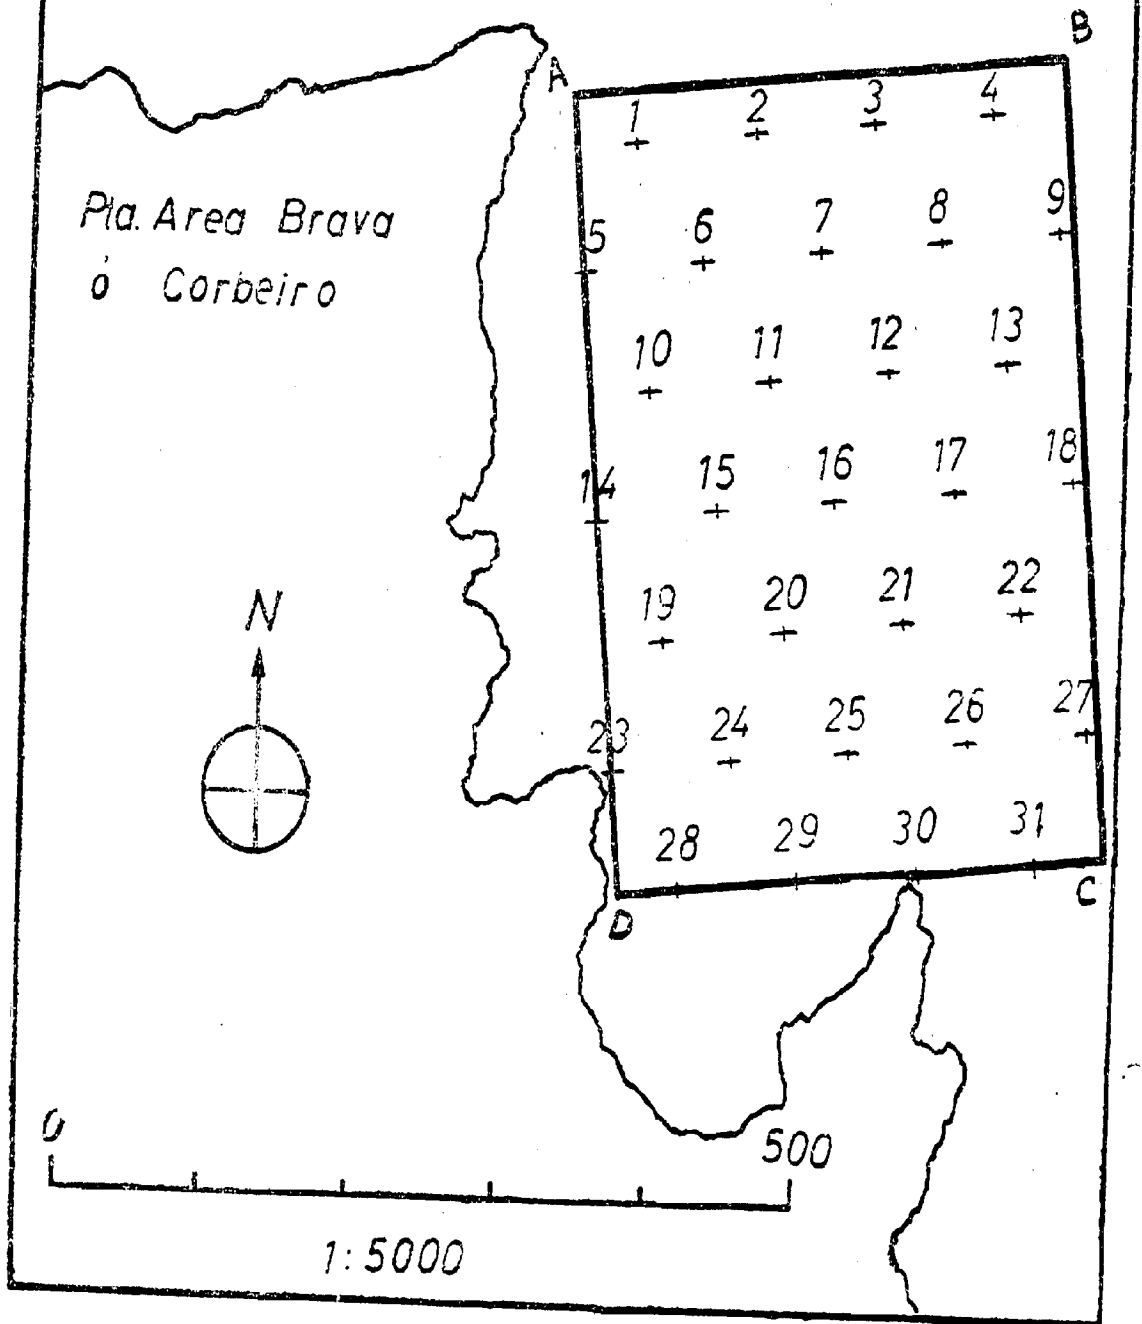 B
A
1 2 3 4
Pta. Area Brava
ó Corbeiro
5 6 7 8 9
10 11 12 13
14 15 16 17 18
N
19 20 21 22
23 24 25 26 27
28 29 30 31
D
C
0
500
1:5000